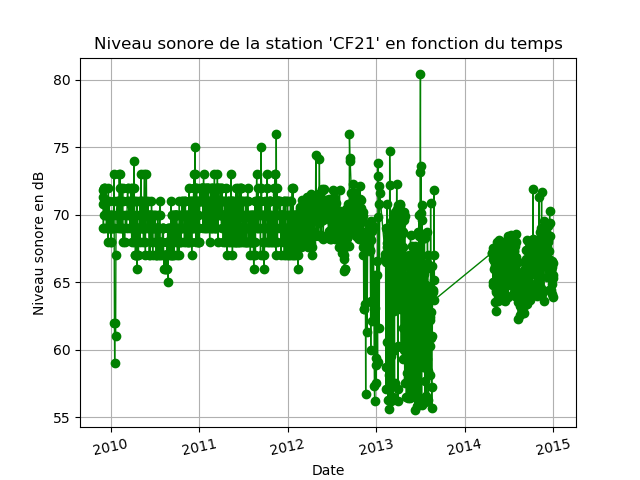 Niveau sonore de la station 'CF21' en fonction du temps
Niveau sonore en dB
80
75
70
65
60
55
2010 2011 2012 2013 2014 2015
Date